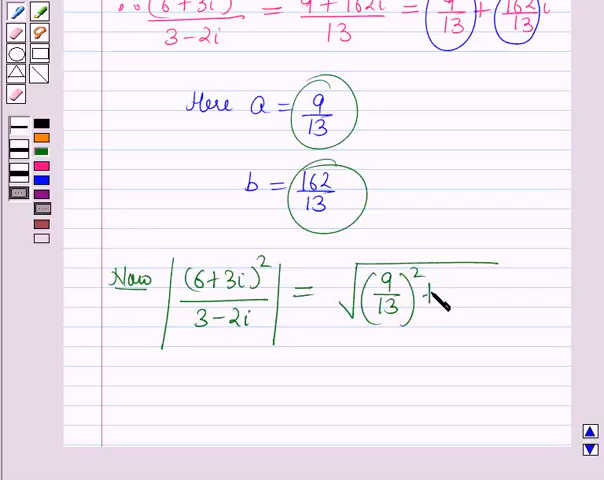 ∴ (6+3i)² / 3-2i = 9+162i / 13 = 9/13 + 162/13 i
Here a = 9/13
b = 162/13
Now |(6+3i)² / 3-2i| = √(9/13)² +